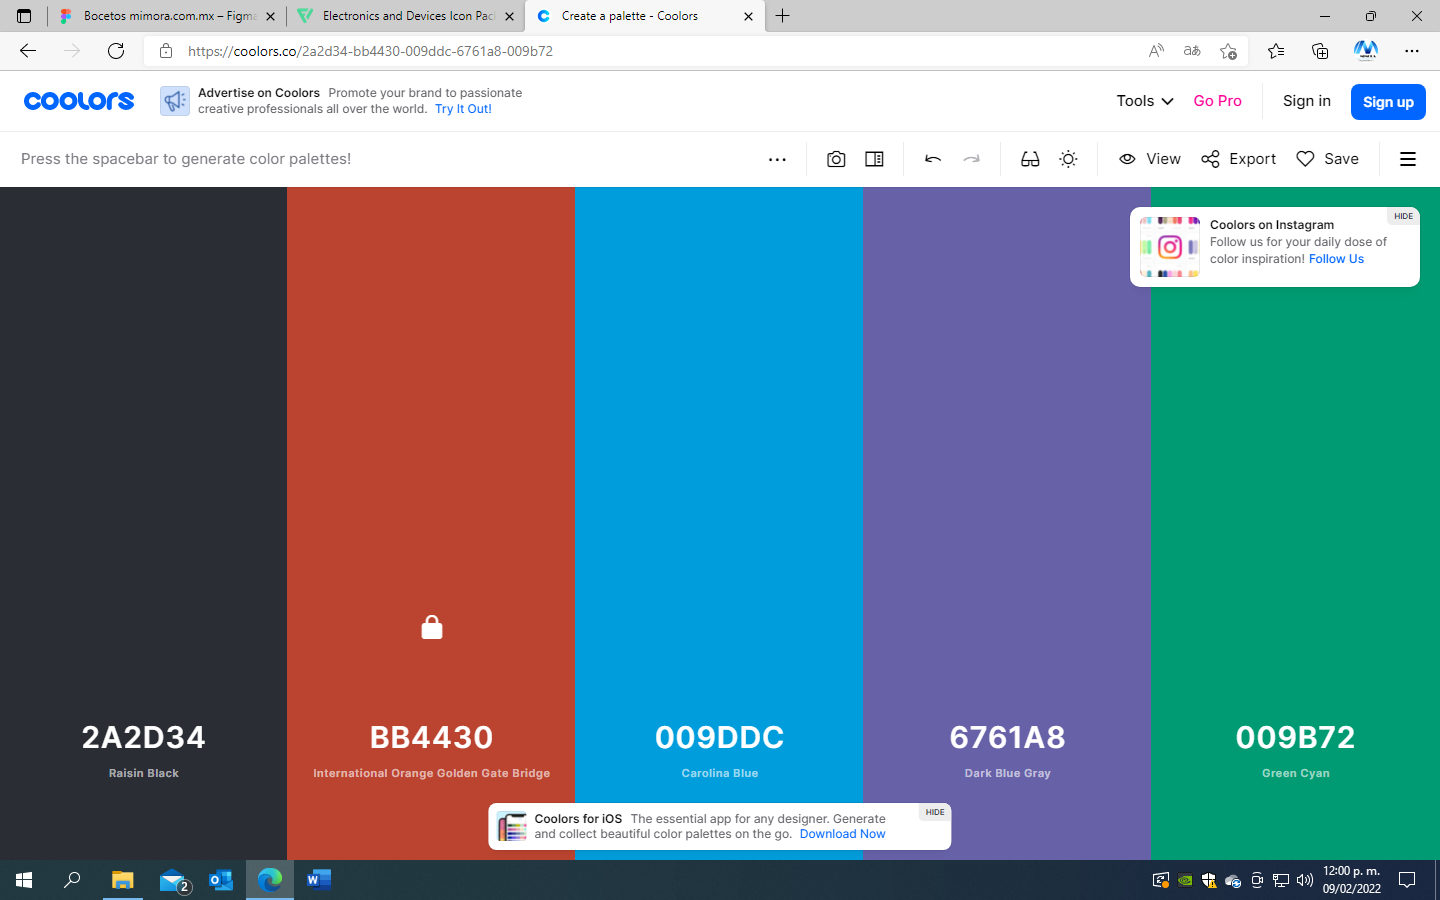 Bocetos mimora.com.mx – Figma
Electronics and Devices Icon Pack
Create a palette - Coolors
https://coolors.co/2a2d34-bb4430-009ddc-6761a8-009b72
coolors
Advertise on Coolors Promote your brand to passionate
creative professionals all over the world. Try It Out!
Tools
Go Pro
Sign in
Sign up
Press the spacebar to generate color palettes!
View
Export
Save
HIDE
Coolors on Instagram
Follow us for your daily dose of
color inspiration! Follow Us
2A2D34
Raisin Black
BB4430
International Orange Golden Gate Bridge
009DDC
Carolina Blue
6761A8
Dark Blue Gray
009B72
Green Cyan
HIDE
Coolors for iOS The essential app for any designer. Generate
and collect beautiful color palettes on the go. Download Now
2
12:00 p. m.
09/02/2022